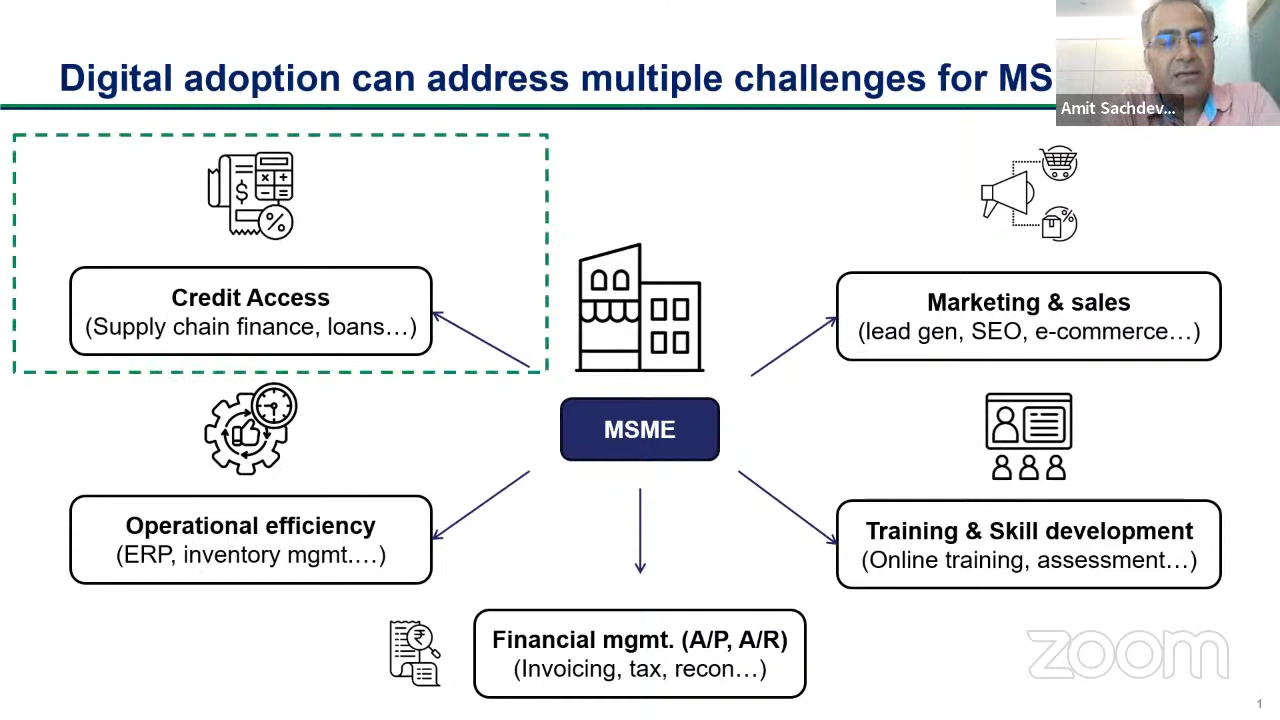 Digital adoption can address multiple challenges for MS
Amit Sachdev...
Credit Access
(Supply chain finance, loans…)
Marketing & sales
(lead gen, SEO, e-commerce…)
MSME
Operational efficiency
(ERP, inventory mgmt.…)
Training & Skill development
(Online training, assessment…)
Financial mgmt. (A/P, A/R)
(Invoicing, tax, recon…)
zoom
1